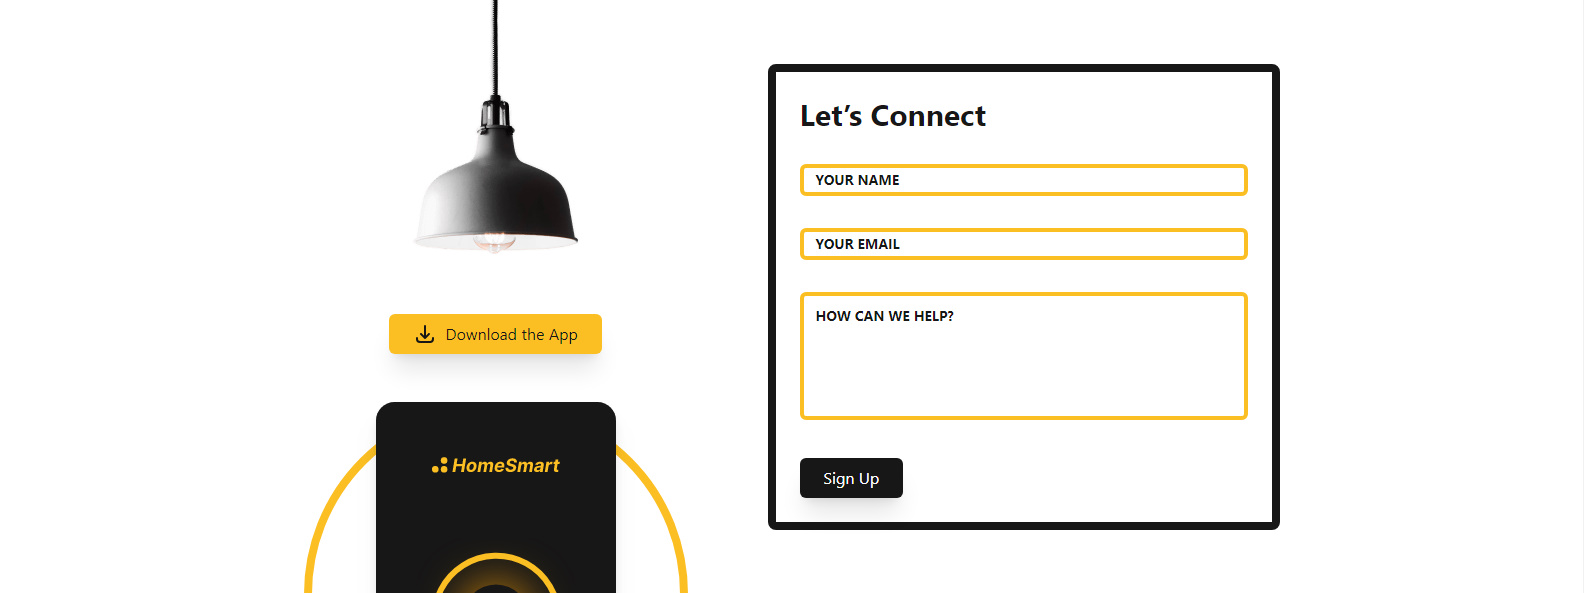 Let’s Connect
YOUR NAME
YOUR EMAIL
HOW CAN WE HELP?
Sign Up
Download the App
HomeSmart